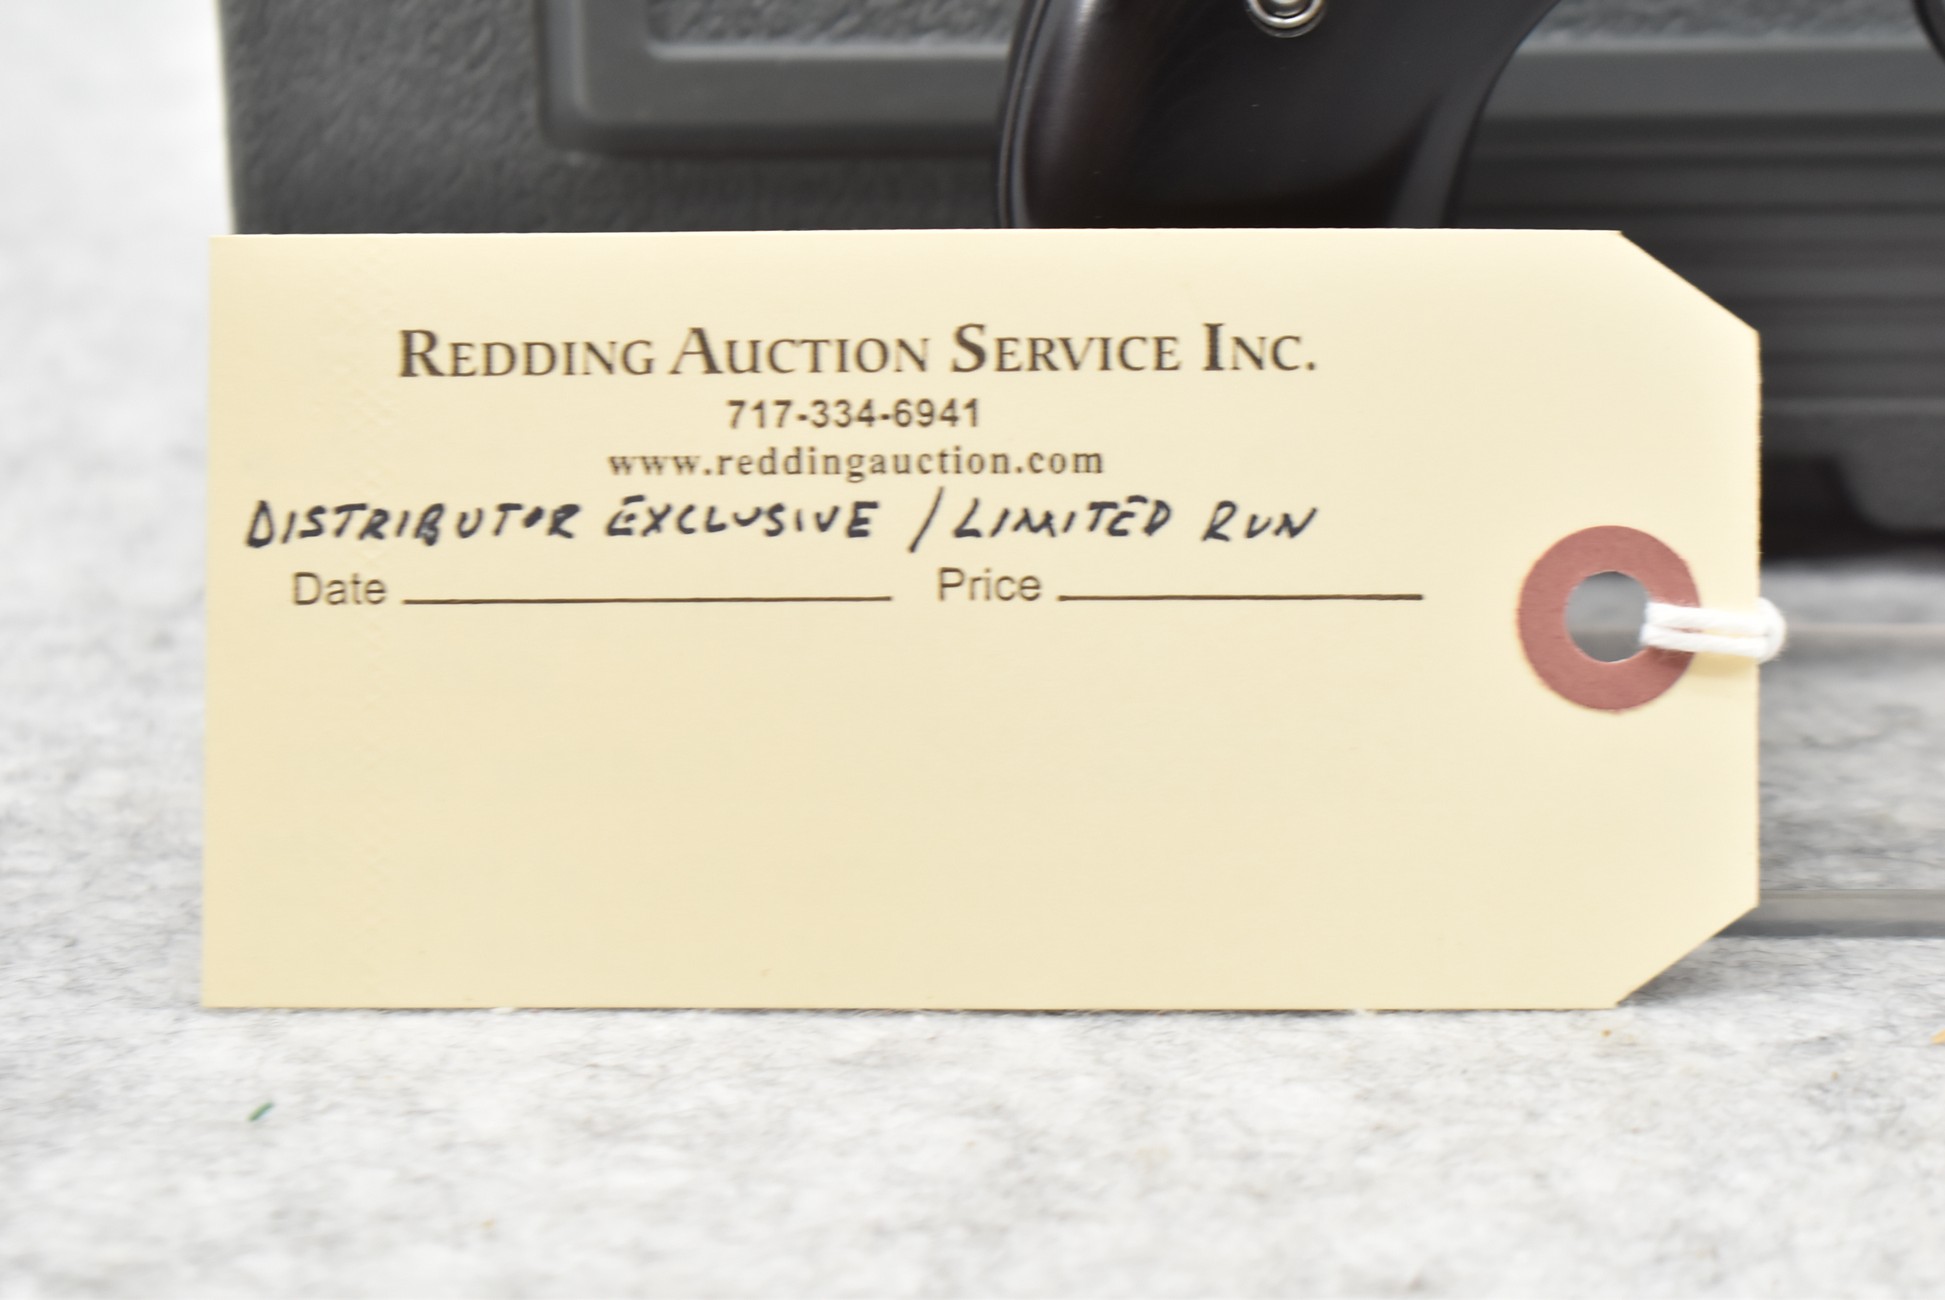 REDDING AUCTION SERVICE INC.
717-334-6941
www.reddingauction.com
DISTRIBUTOR EXCLUSIVE / LIMITED RUN
Date Price